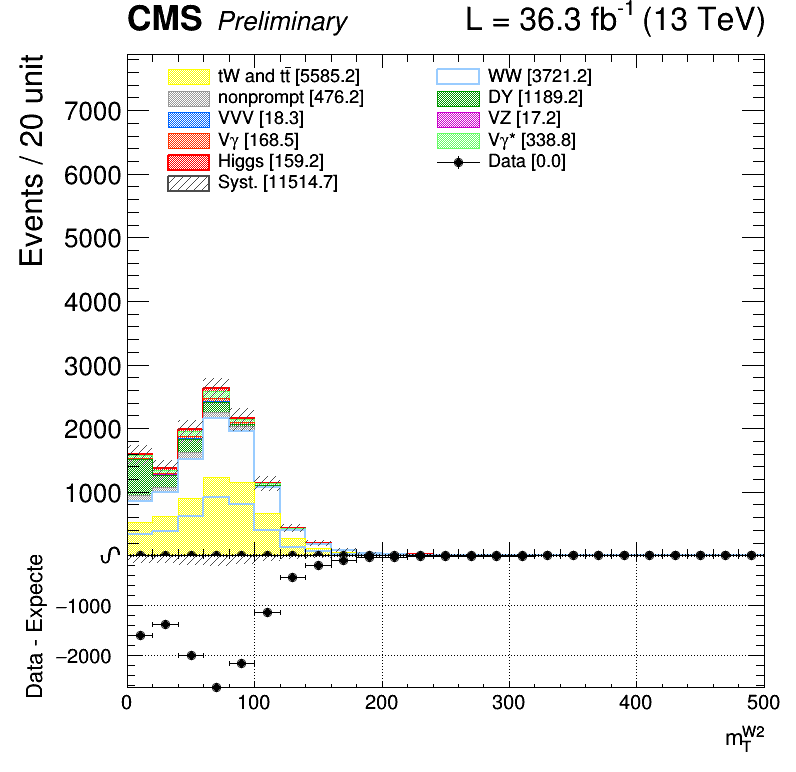 CMS Preliminary L = 36.3 fb⁻¹ (13 TeV)
Events / 20 unit
7000
6000
5000
4000
3000
2000
1000
0
tW and tt̄ [5585.2]
nonprompt [476.2]
VVV [18.3]
Vγ [168.5]
Higgs [159.2]
Syst. [11514.7]
WW [3721.2]
DY [1189.2]
VZ [17.2]
Vγ* [338.8]
Data [0.0]
Data - Expecte
0
−1000
−2000
0 100 200 300 400 500
m_T^W2